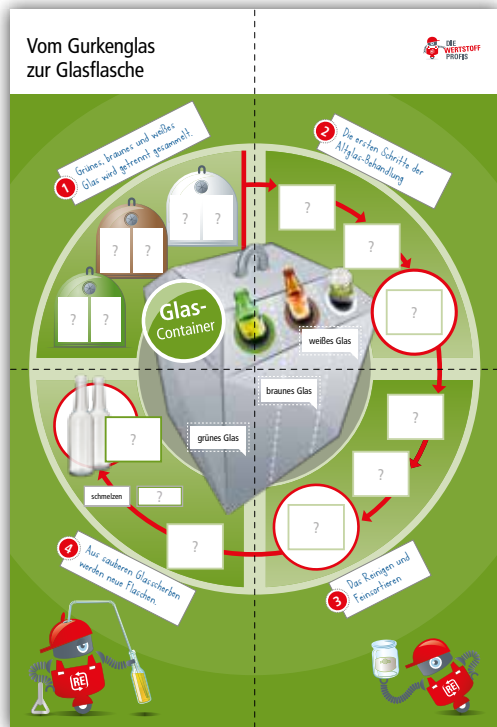 Vom Gurkenglas
zur Glasflasche
DIE
WERTSTOFF
PROFIS
1
Grünes, braunes und weißes
Glas wird getrennt gesammelt.
2
Die ersten Schritte der
Altglas-Behandlung
?
?
?
?
?
?
?
?
?
Glas-
Container
weißes Glas
braunes Glas
grünes Glas
?
?
?
?
schmelzen
?
?
4
Aus sauberen Glasscherben
werden neue Flaschen.
3
Das Reinigen und
Feinsortieren
RE
RE